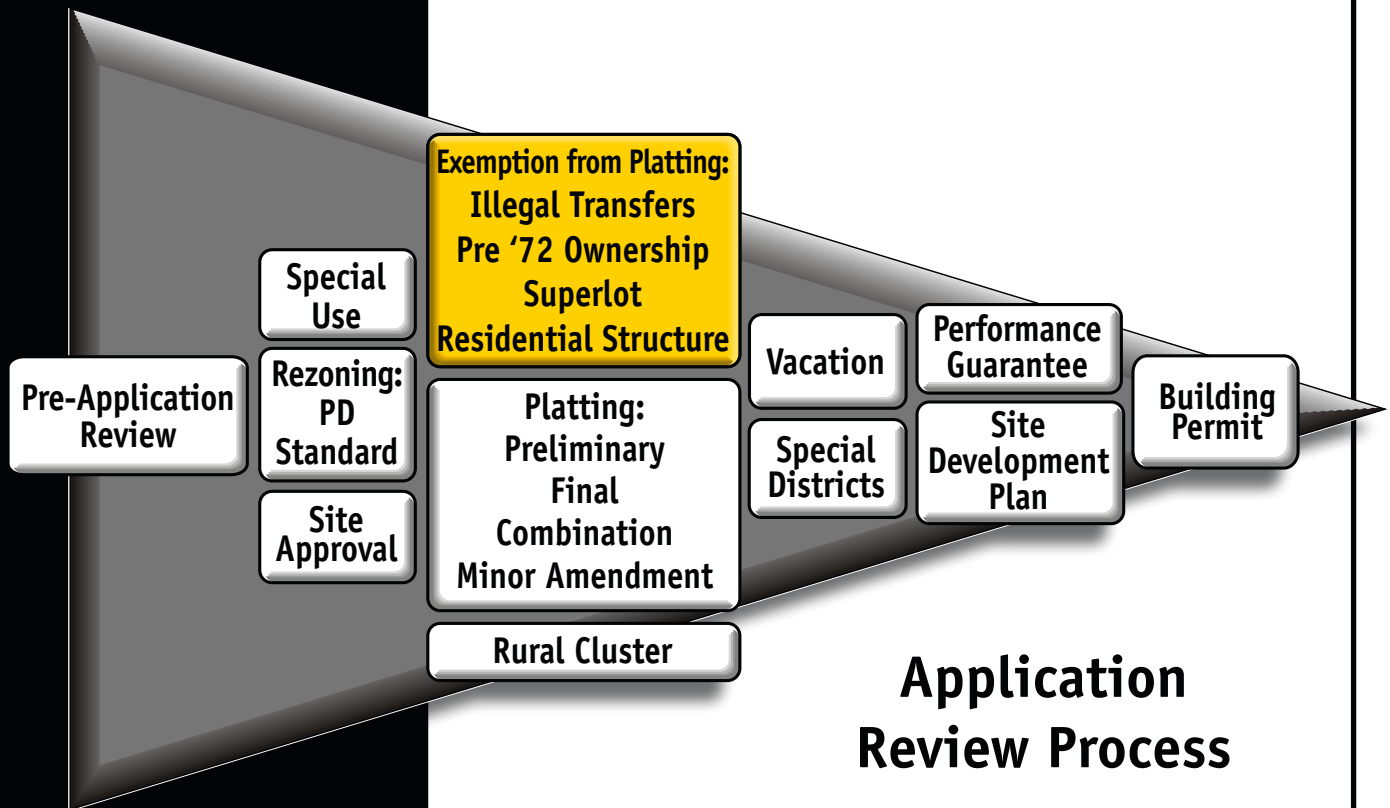 Pre-Application
Review
Special
Use
Rezoning:
PD
Standard
Site
Approval
Exemption from Platting:
Illegal Transfers
Pre ‘72 Ownership
Superlot
Residential Structure
Platting:
Preliminary
Final
Combination
Minor Amendment
Rural Cluster
Vacation
Special
Districts
Performance
Guarantee
Site
Development
Plan
Building
Permit
Application
Review Process